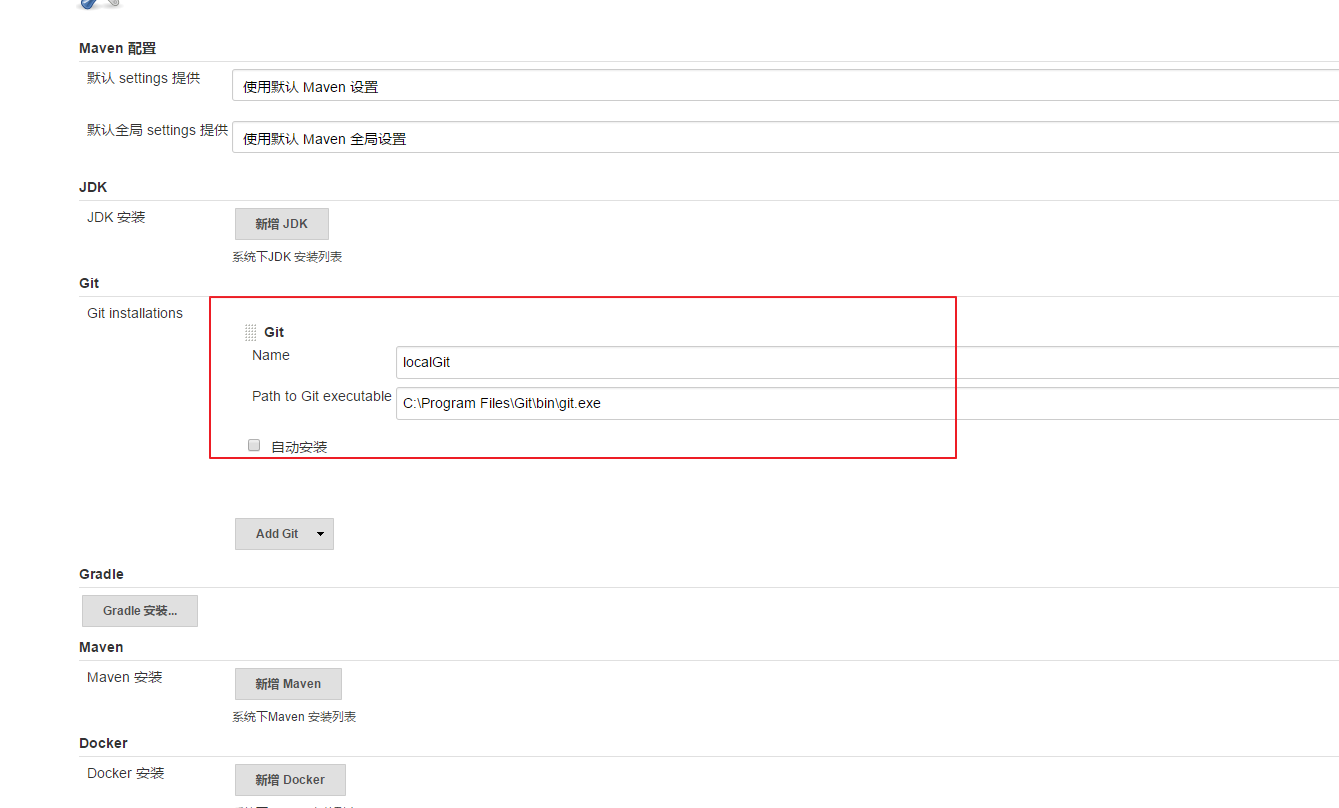 Maven 配置
默认 settings 提供
使用默认 Maven 设置
默认全局 settings 提供
使用默认 Maven 全局设置
JDK
JDK 安装
新增 JDK
系统下JDK 安装列表
Git
Git installations
Git
Name
localGit
Path to Git executable
C:\Program Files\Git\bin\git.exe
自动安装
Add Git
Gradle
Gradle 安装...
Maven
Maven 安装
新增 Maven
系统下Maven 安装列表
Docker
Docker 安装
新增 Docker